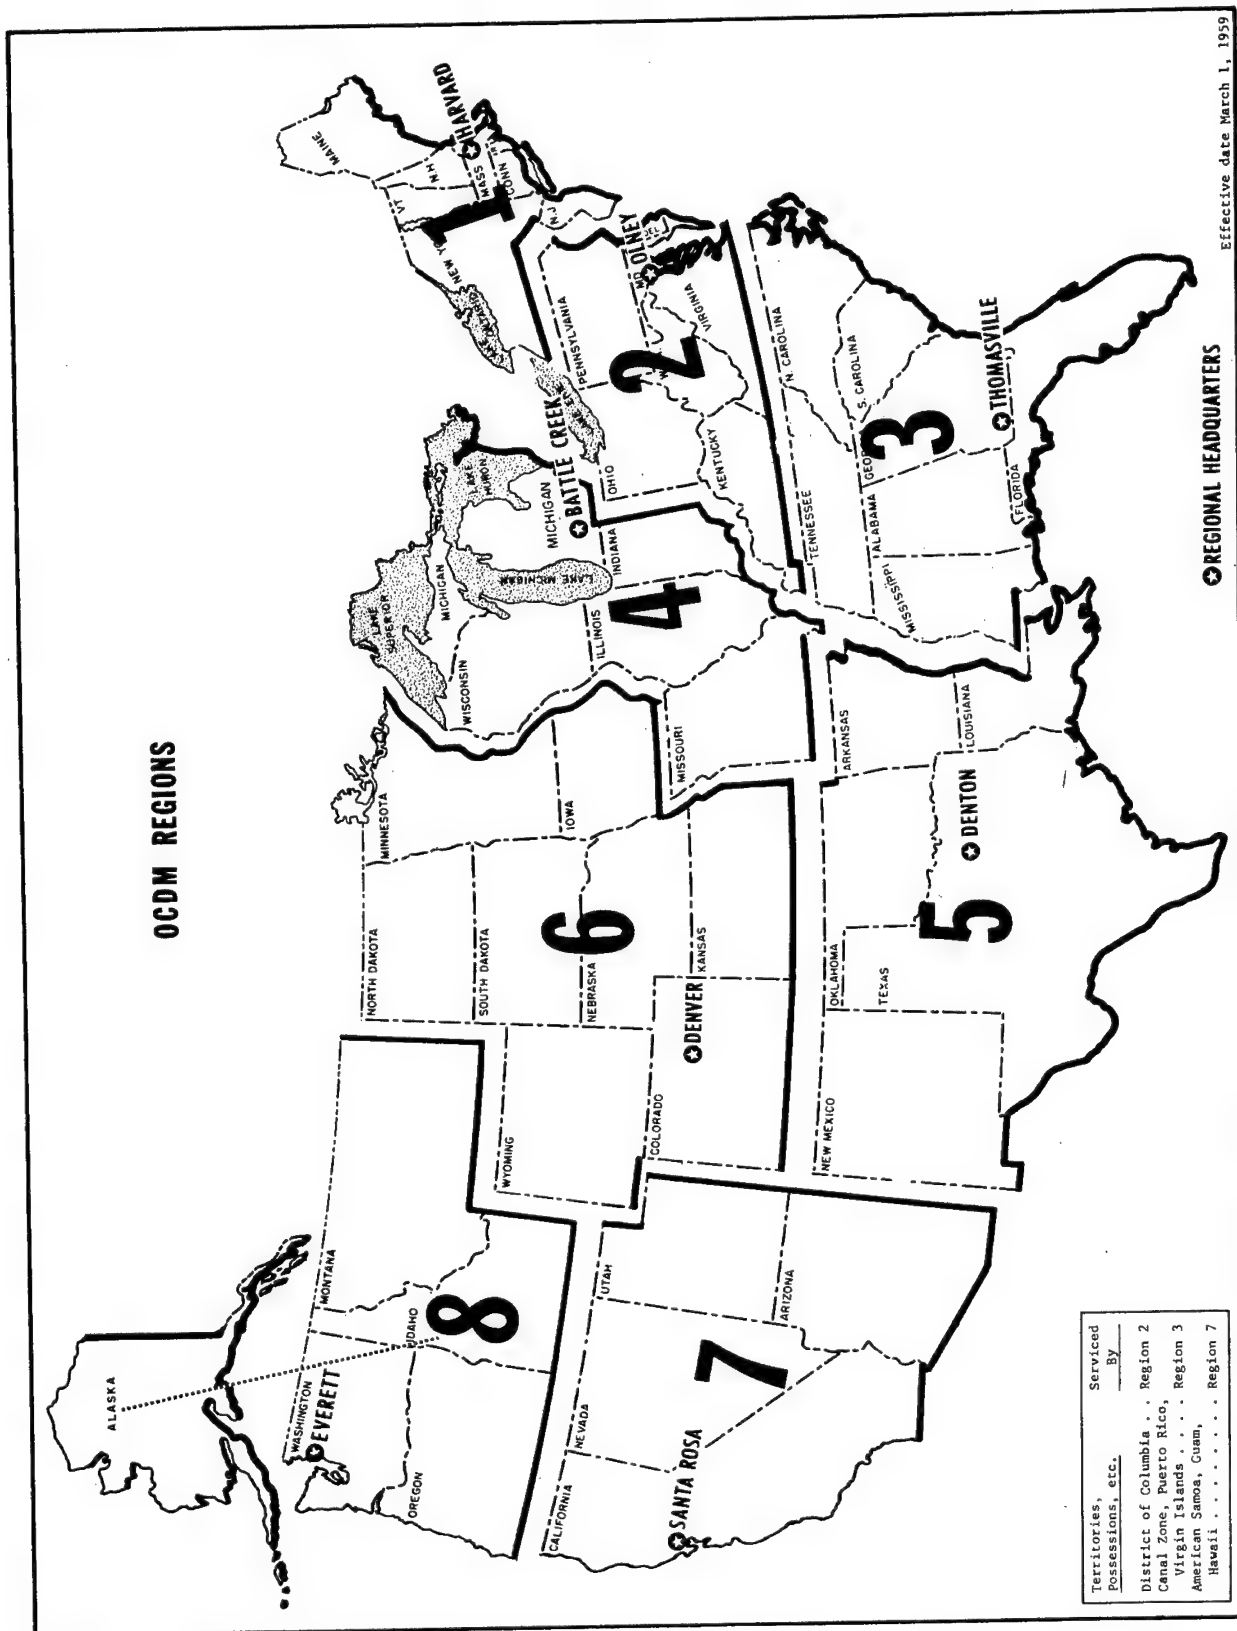 OCDM REGIONS
ALASKA
WASHINGTON
EVERETT
OREGON
MONTANA
IDAHO
8
CALIFORNIA
NEVADA
UTAH
ARIZONA
SANTA ROSA
7
WYOMING
COLORADO
DENVER
NORTH DAKOTA
SOUTH DAKOTA
NEBRASKA
KANSAS
MINNESOTA
IOWA
6
NEW MEXICO
OKLAHOMA
TEXAS
ARKANSAS
LOUISIANA
DENTON
5
LAKE SUPERIOR
WISCONSIN
MICHIGAN
LAKE MICHIGAN
LAKE HURON
MICHIGAN
BATTLE CREEK
ILLINOIS
INDIANA
MISSOURI
4
MAINE
VT
N.H
MASS
CONN
R.I
HARVARD
NEW YO
LAKE ONTARIO
1
N.J
PENNSYLVANIA
LAKE ERIE
OHIO
W.
VIRGINIA
MD
DEL
OLNEY
KENTUCKY
2
TENNESSEE
N. CAROLINA
S. CAROLINA
GEOR
ALABAMA
MISSISSIPPI
FLORIDA
THOMASVILLE
3
REGIONAL HEADQUARTERS
Territories,
Possessions, etc. Serviced By
District of Columbia . . Region 2
Canal Zone, Puerto Rico,
Virgin Islands . . . . . Region 3
American Samoa, Guam,
Hawaii . . . . . . . . . Region 7
Effective date March 1, 1959